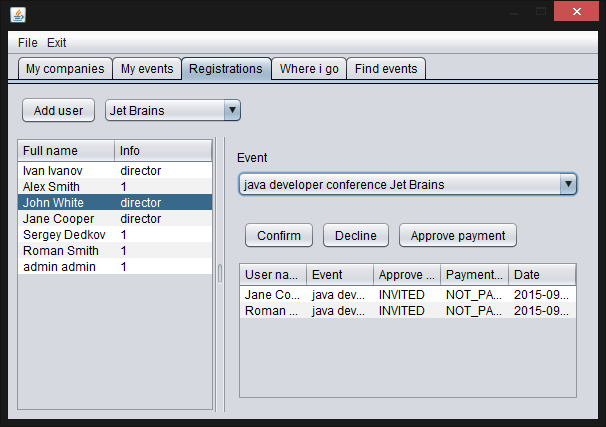 File Exit
My companies My events Registrations Where i go Find events
Add user Jet Brains
Full name Info
Ivan Ivanov director
Alex Smith 1
John White director
Jane Cooper director
Sergey Dedkov 1
Roman Smith 1
admin admin 1
Event
java developer conference Jet Brains
Confirm Decline Approve payment
User na... Event Approve ... Payment... Date
Jane Co... java dev... INVITED NOT_PA... 2015-09...
Roman ... java dev... INVITED NOT_PA... 2015-09...